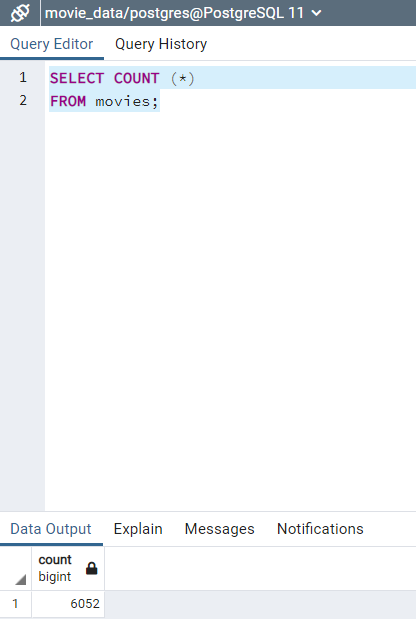 movie_data/postgres@PostgreSQL 11
Query Editor Query History
1 SELECT COUNT (*)
2 FROM movies;
Data Output Explain Messages Notifications
count
bigint
1 6052